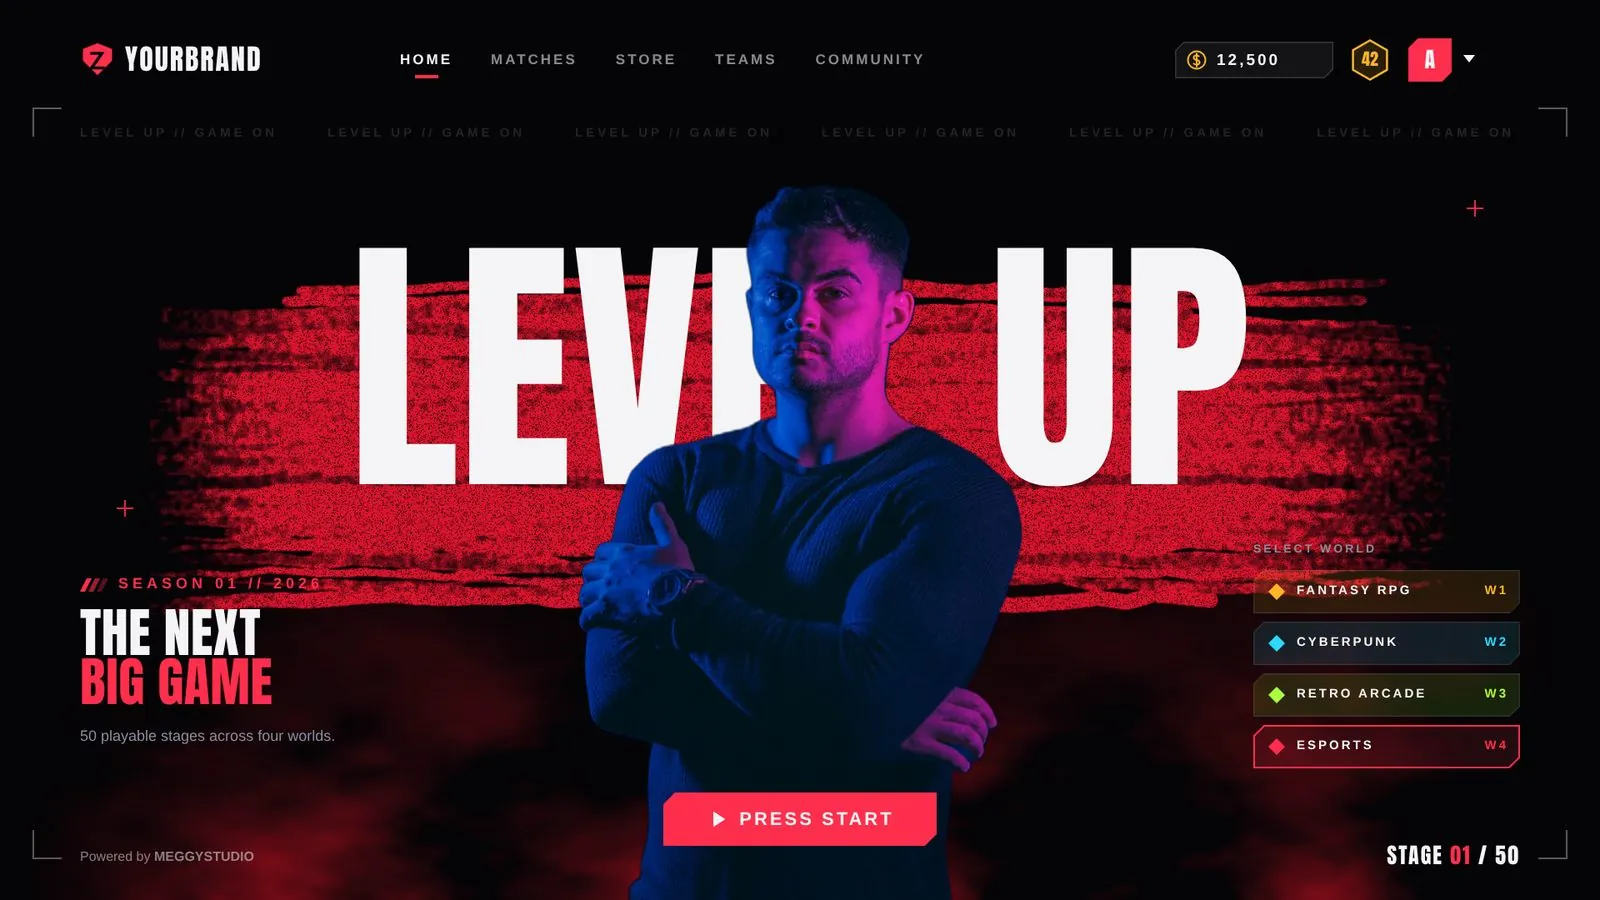 YOURBRAND
HOME MATCHES STORE TEAMS COMMUNITY
12,500
42
A
LEVEL UP // GAME ON LEVEL UP // GAME ON LEVEL UP // GAME ON LEVEL UP // GAME ON LEVEL UP // GAME ON LEVEL UP // GAME ON
LEVEL UP
SEASON 01 // 2026
THE NEXT
BIG GAME
50 playable stages across four worlds.
SELECT WORLD
FANTASY RPG W1
CYBERPUNK W2
RETRO ARCADE W3
ESPORTS W4
PRESS START
Powered by MEGGYSTUDIO
STAGE 01 / 50